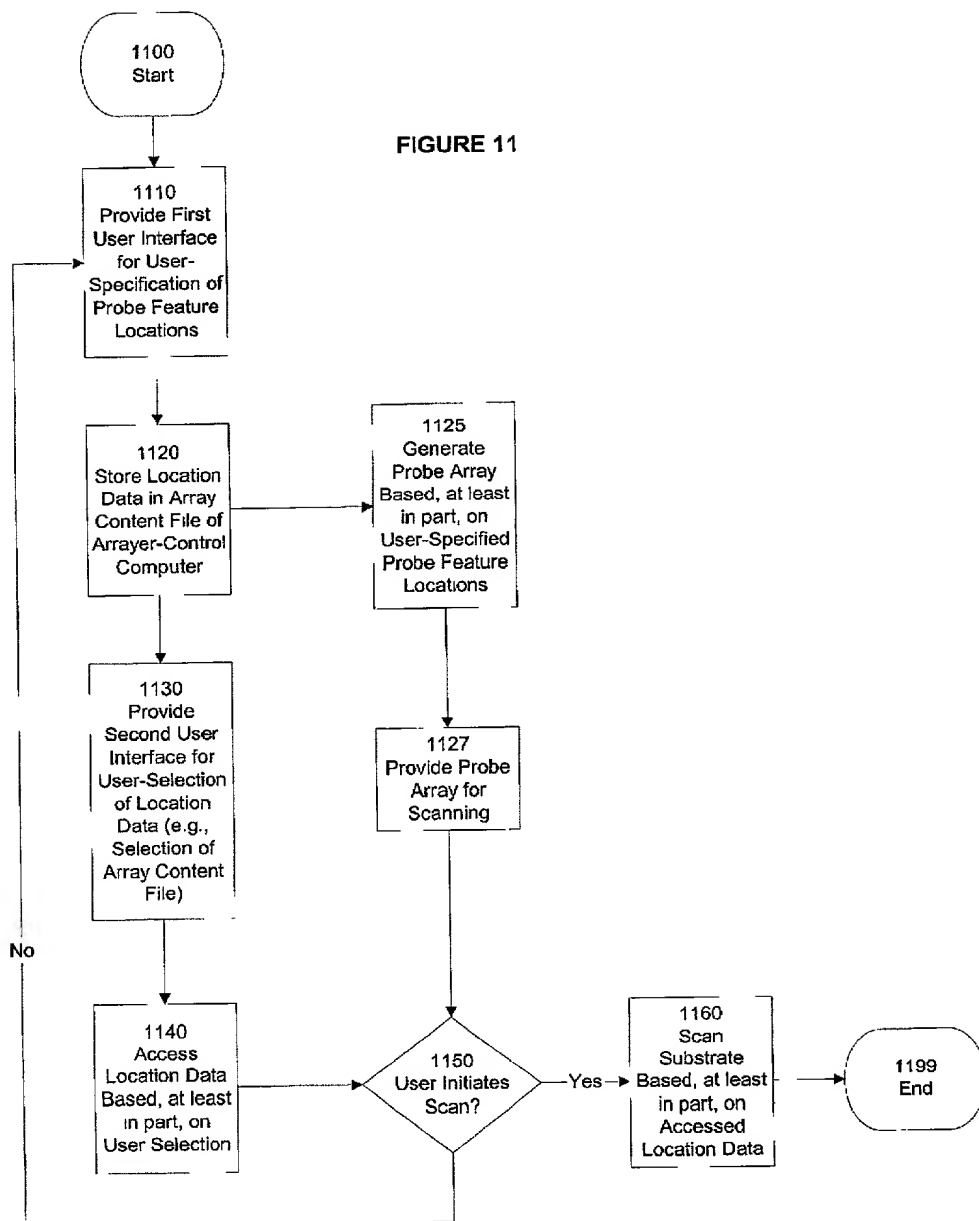 1100
Start
FIGURE 11
1110
Provide First
User Interface
for User-
Specification of
Probe Feature
Locations
1120
Store Location
Data in Array
Content File of
Arrayer-Control
Computer
1125
Generate
Probe Array
Based, at least
in part, on
User-Specified
Probe Feature
Locations
1130
Provide
Second User
Interface for
User-Selection
of Location
Data (e.g.,
Selection of
Array Content
File)
1127
Provide Probe
Array for
Scanning
No
1140
Access
Location Data
Based, at least
in part, on
User Selection
1150
User Initiates
Scan?
Yes
1160
Scan
Substrate
Based, at least
in part, on
Accessed
Location Data
1199
End